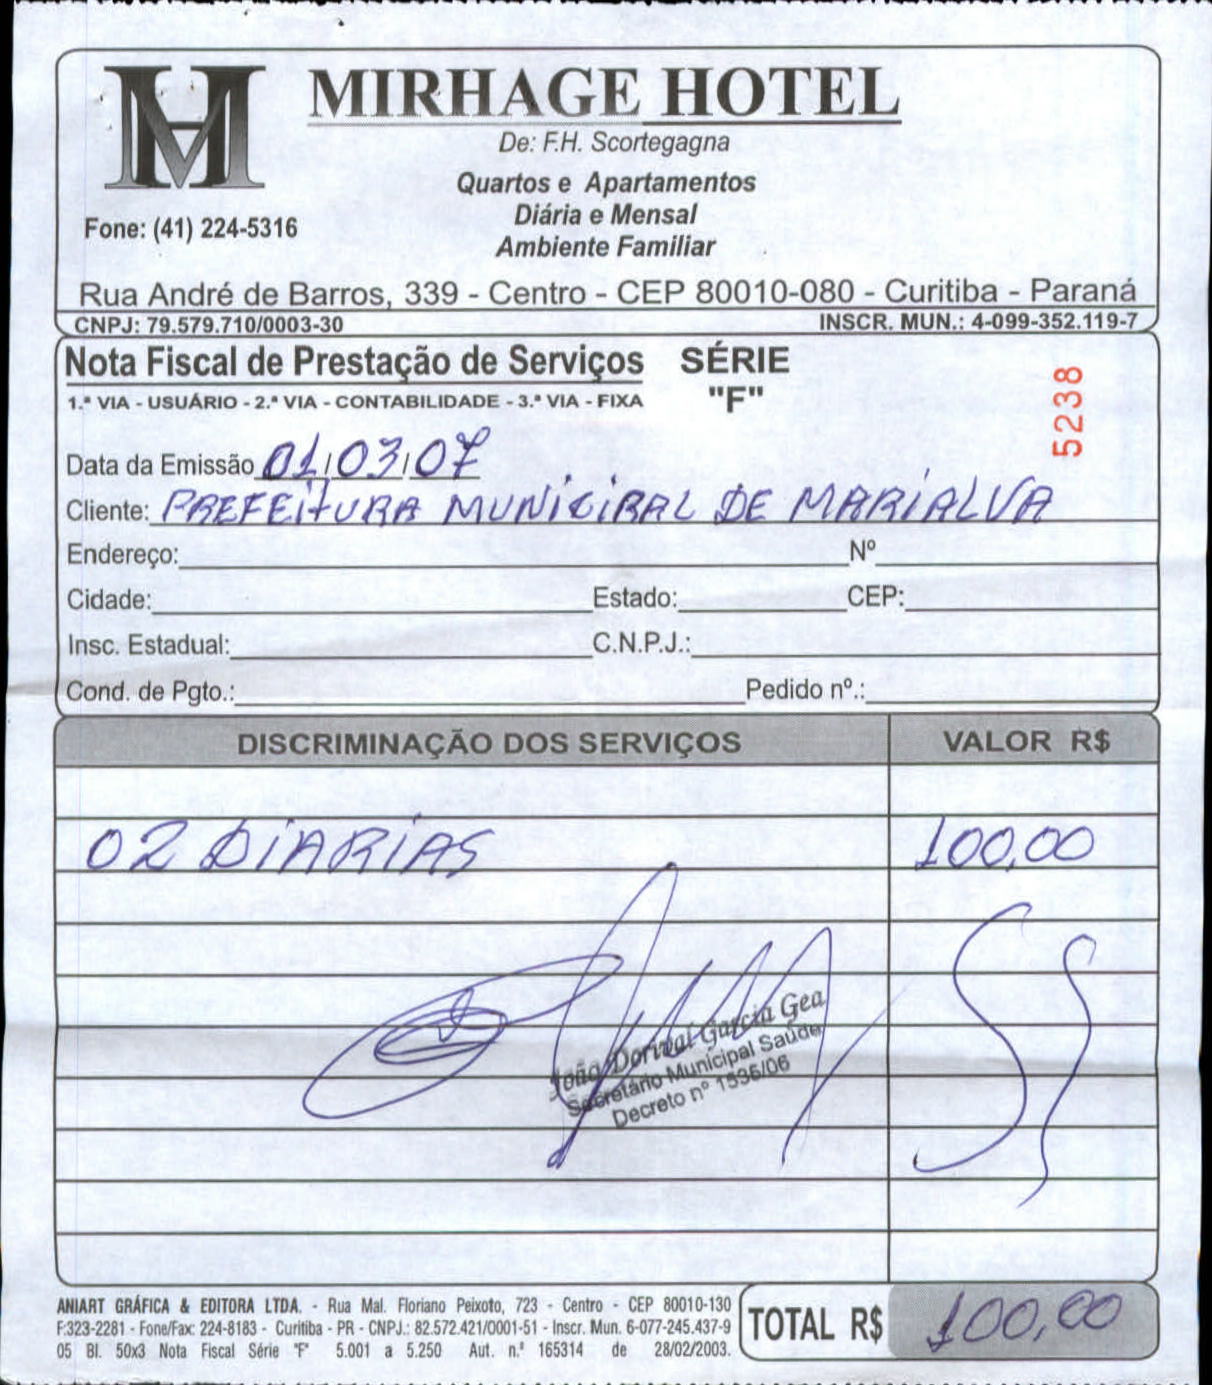 MIRHAGE HOTEL
De: F.H. Scortegagna
Quartos e Apartamentos
Diária e Mensal
Ambiente Familiar
Fone: (41) 224-5316
Rua André de Barros, 339 - Centro - CEP 80010-080 - Curitiba - Paraná
CNPJ: 79.579.710/0003-30 INSCR. MUN.: 4-099-352.119-7
Nota Fiscal de Prestação de Serviços SÉRIE
1.ª VIA - USUÁRIO - 2.ª VIA - CONTABILIDADE - 3.ª VIA - FIXA "F"
5238
Data da Emissão 01/03/07
Cliente: PREFEITURA MUNICIPAL DE MARIALVA
Endereço: Nº
Cidade: Estado: CEP:
Insc. Estadual: C.N.P.J.:
Cond. de Pgto.: Pedido nº.:
DISCRIMINAÇÃO DOS SERVIÇOS VALOR R$
02 DIARIAS 100,00
João Dorival Garcia Gea
Secretário Municipal Saúde
Decreto nº 1535/06
ANIART GRÁFICA & EDITORA LTDA. - Rua Mal. Floriano Peixoto, 723 - Centro - CEP 80010-130
F:323-2281 - Fone/Fax: 224-8183 - Curitiba - PR - CNPJ.: 82.572.421/0001-51 - Inscr. Mun. 6-077-245.437-9
05 Bl. 50x3 Nota Fiscal Série "F" 5.001 a 5.250 Aut. n.º 165314 de 28/02/2003.
TOTAL R$ 100,00